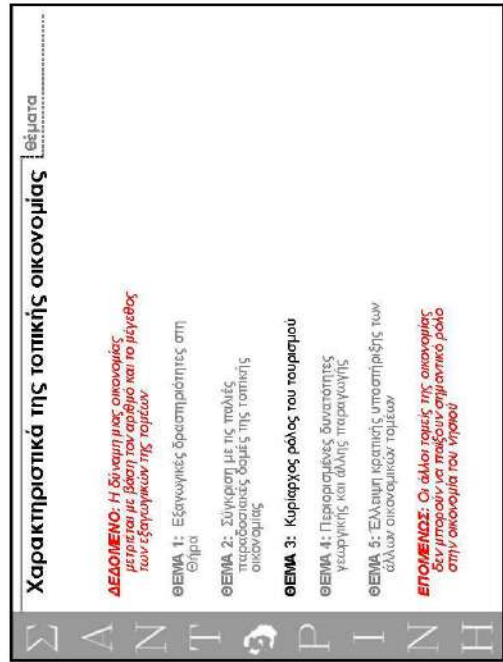 Χαρακτηριστικά της τοπικής οικονομίας
Θέματα
ΔΕΔΟΜΕΝΟ: Η δύναμη μιας οικονομίας
μετριέται με βάση τον αριθμό και το μέγεθος
των εξαγωγικών της τομέων
ΘΕΜΑ 1: Εξαγωγικές δραστηριότητες στη
Θήρα
ΘΕΜΑ 2: Σύγκριση με τις παλιές
παραδοσιακές δομές της τοπικής
οικονομίας
ΘΕΜΑ 3: Κυρίαρχος ρόλος του τουρισμού
ΘΕΜΑ 4: Περιορισμένες δυνατότητες
γεωργικής και άλλης παραγωγής
ΘΕΜΑ 5: Έλλειψη κρατικής υποστήριξης των
άλλων οικονομικών τομέων
ΕΠΟΜΕΝΩΣ: Οι άλλοι τομείς της οικονομίας
δεν μπορούν να παίξουν σημαντικό ρόλο
στην οικονομία του νησιού
Σ Α Ν Τ Ρ Ι Ν Η